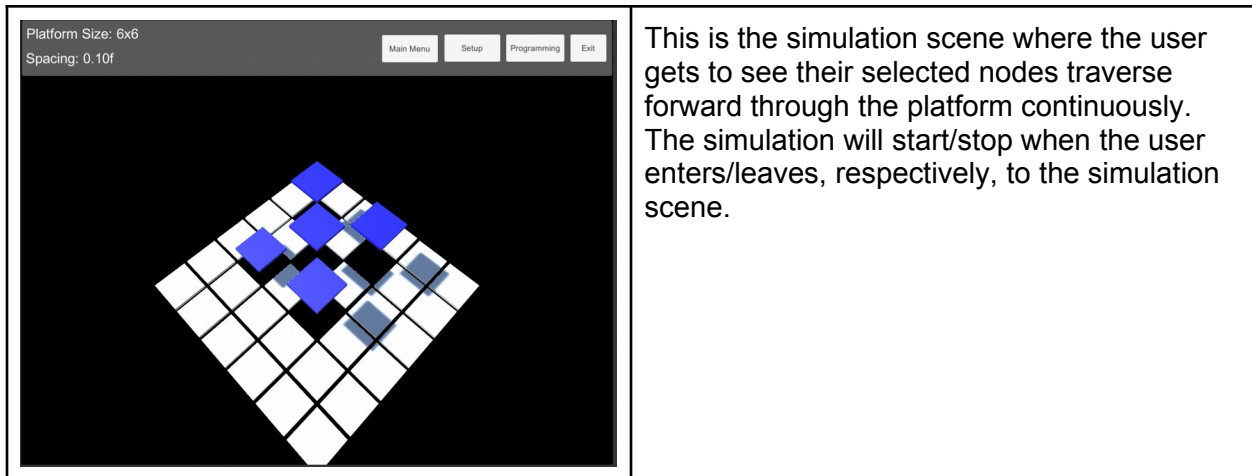 Platform Size: 6x6
Spacing: 0.10f
Main Menu
Setup
Programming
Exit
This is the simulation scene where the user
gets to see their selected nodes traverse
forward through the platform continuously.
The simulation will start/stop when the user
enters/leaves, respectively, to the simulation
scene.